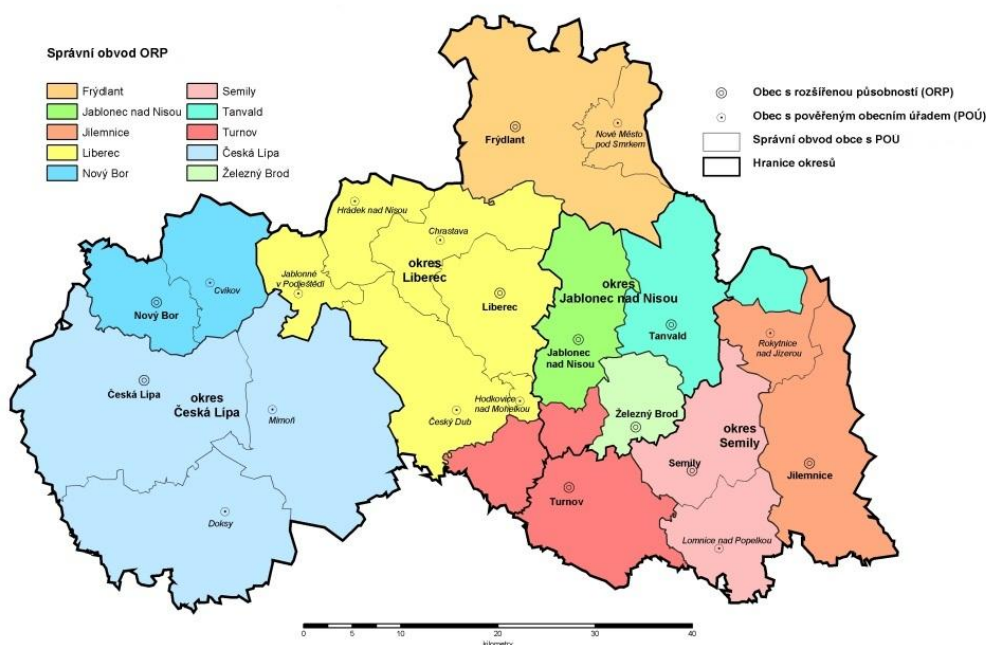 Správní obvod ORP
Frýdlant
Jablonec nad Nisou
Jilemnice
Liberec
Nový Bor
Semily
Tanvald
Turnov
Česká Lípa
Železný Brod
Obec s rozšířenou působností (ORP)
Obec s pověřeným obecním úřadem (POÚ)
Správní obvod obce s POU
Hranice okresů
Frýdlant
Nové Město
pod Smrkem
Hrádek nad Nisou
Chrastava
okres
Liberec
Jablonné
v Podještědí
Cvikov
Nový Bor
Liberec
okres
Jablonec nad Nisou
Tanvald
Jablonec
nad Nisou
Rokytnice
nad Jizerou
Česká Lípa
okres
Česká Lípa
Mimoň
Hodkovice
nad Mohelkou
Český Dub
Železný Brod
okres
Semily
Semily
Jilemnice
Turnov
Doksy
Lomnice nad Popelkou
0 5 10 20 30 40
kilometry